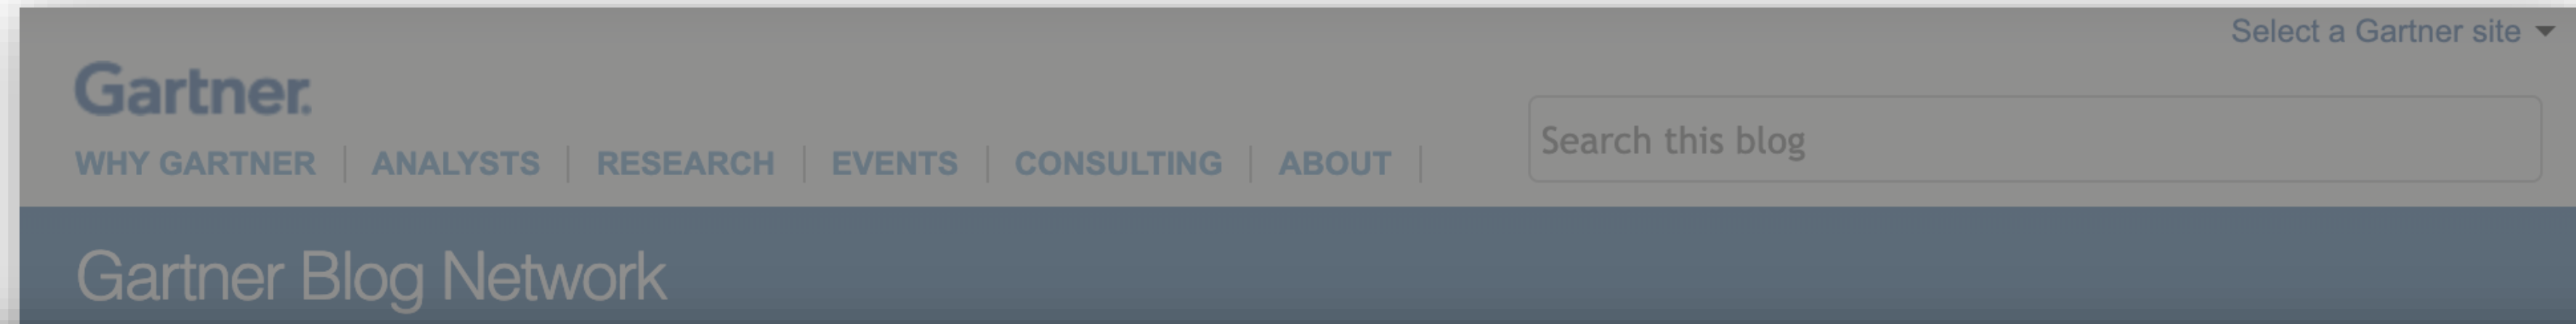 Select a Gartner site
Gartner.
WHY GARTNER | ANALYSTS | RESEARCH | EVENTS | CONSULTING | ABOUT |
Search this blog
Gartner Blog Network